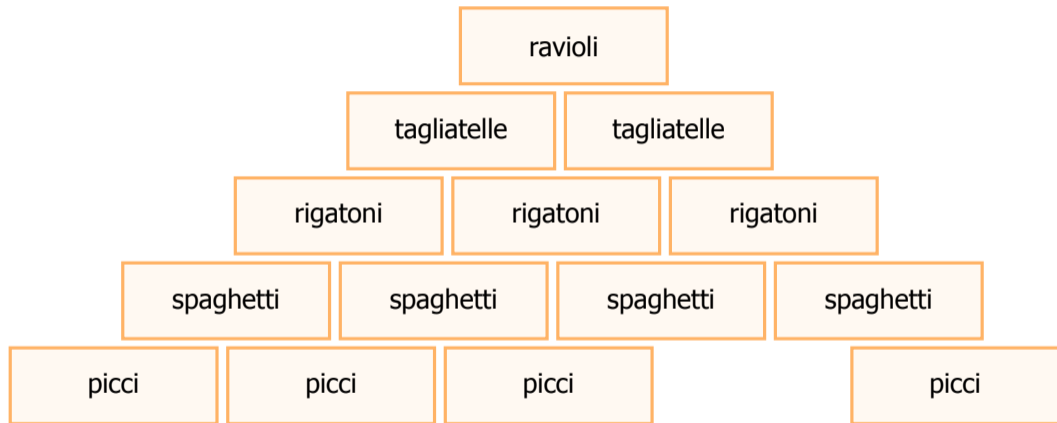 ravioli
tagliatelle tagliatelle
rigatoni rigatoni rigatoni
spaghetti spaghetti spaghetti spaghetti
picci picci picci picci